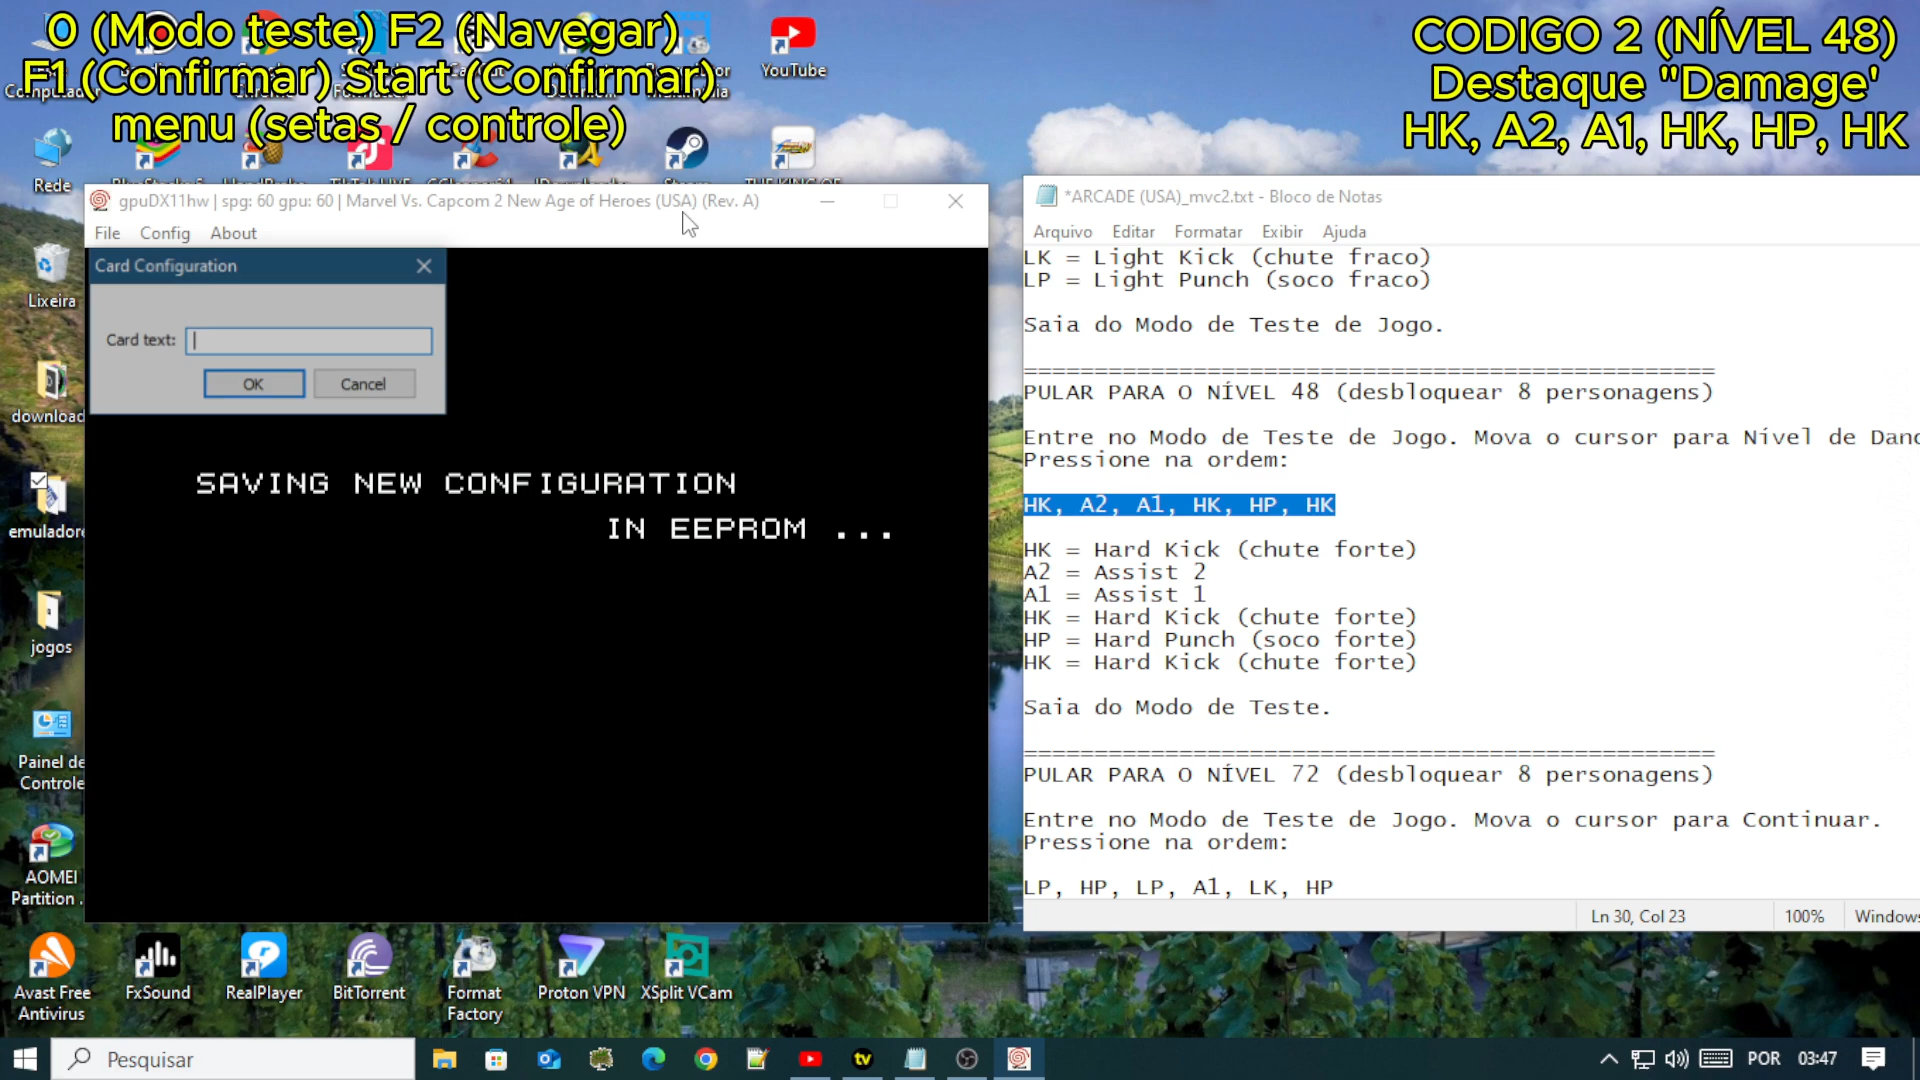 0 (Modo teste) F2 (Navegar)
F1 (Confirmar) Start (Confirmar)
menu (setas / controle)
CODIGO 2 (NÍVEL 48)
Destaque "Damage'
HK, A2, A1, HK, HP, HK
YouTube
Rede
Lixeira
download
emuladore
jogos
Painel de
Controle
AOMEI
Partition .
gpuDX11hw | spg: 60 gpu: 60 | Marvel Vs. Capcom 2 New Age of Heroes (USA) (Rev. A)
File Config About
Card Configuration
Card text:
OK Cancel
SAVING NEW CONFIGURATION
IN EEPROM ...
*ARCADE (USA)_mvc2.txt - Bloco de Notas
Arquivo Editar Formatar Exibir Ajuda
LK = Light Kick (chute fraco)
LP = Light Punch (soco fraco)
Saia do Modo de Teste de Jogo.
=================================================
PULAR PARA O NÍVEL 48 (desbloquear 8 personagens)
Entre no Modo de Teste de Jogo. Mova o cursor para Nível de Dano
Pressione na ordem:
HK, A2, A1, HK, HP, HK
HK = Hard Kick (chute forte)
A2 = Assist 2
A1 = Assist 1
HK = Hard Kick (chute forte)
HP = Hard Punch (soco forte)
HK = Hard Kick (chute forte)
Saia do Modo de Teste.
=================================================
PULAR PARA O NÍVEL 72 (desbloquear 8 personagens)
Entre no Modo de Teste de Jogo. Mova o cursor para Continuar.
Pressione na ordem:
LP, HP, LP, A1, LK, HP
Ln 30, Col 23 100% Windows
Avast Free
Antivirus
FxSound
RealPlayer
BitTorrent
Format
Factory
Proton VPN
XSplit VCam
Pesquisar
tv
POR 03:47